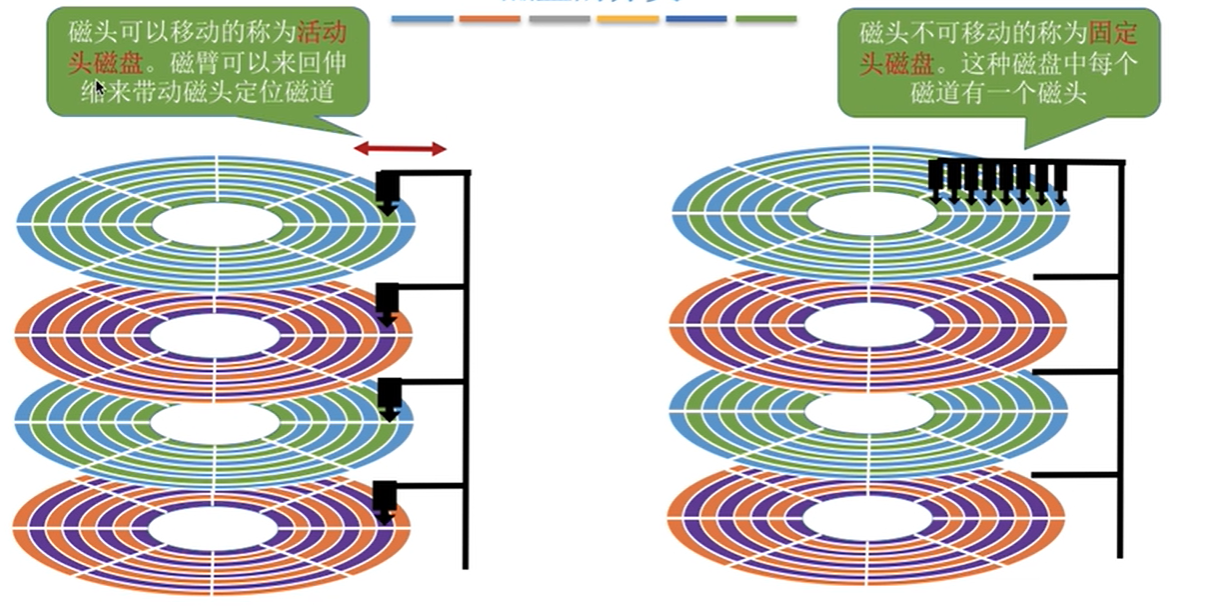 磁头可以移动的称为活动
头磁盘。磁臂可以来回伸
缩来带动磁头定位磁道
磁头不可移动的称为固定
头磁盘。这种磁盘中每个
磁道有一个磁头